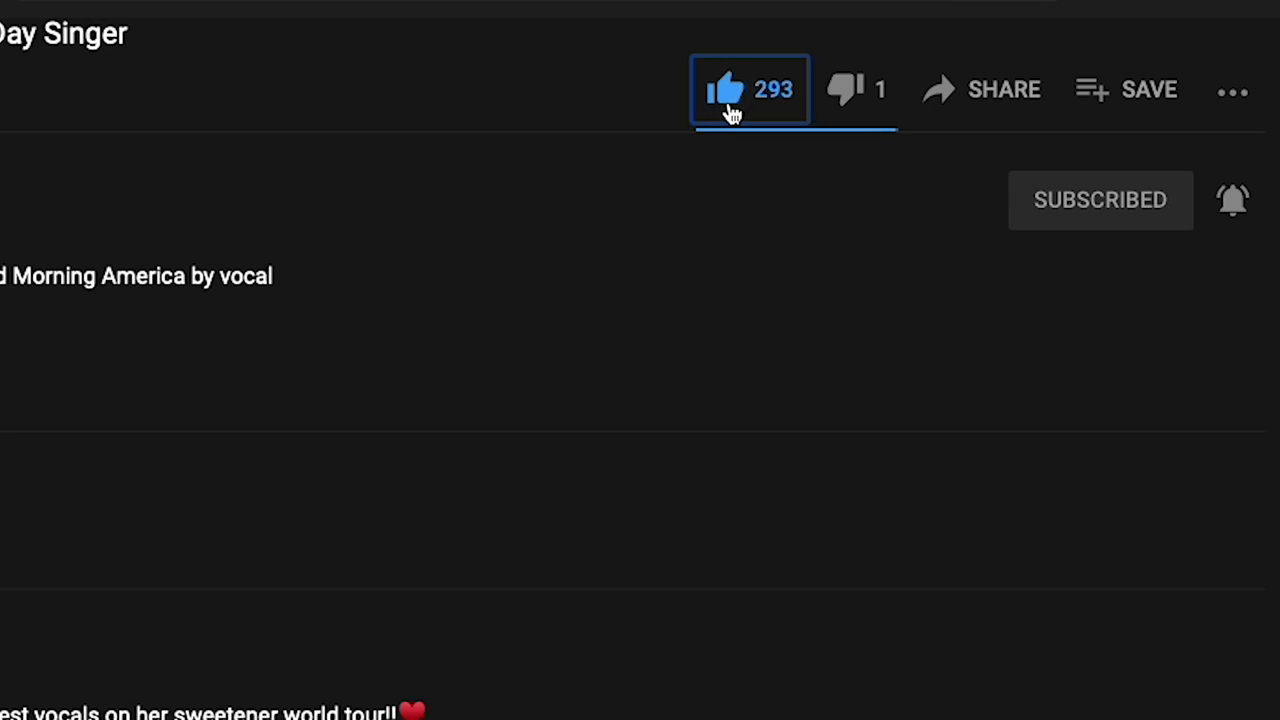 Day Singer
293 1 SHARE SAVE
SUBSCRIBED
d Morning America by vocal
est vocals on her sweetener world tour!!❤️